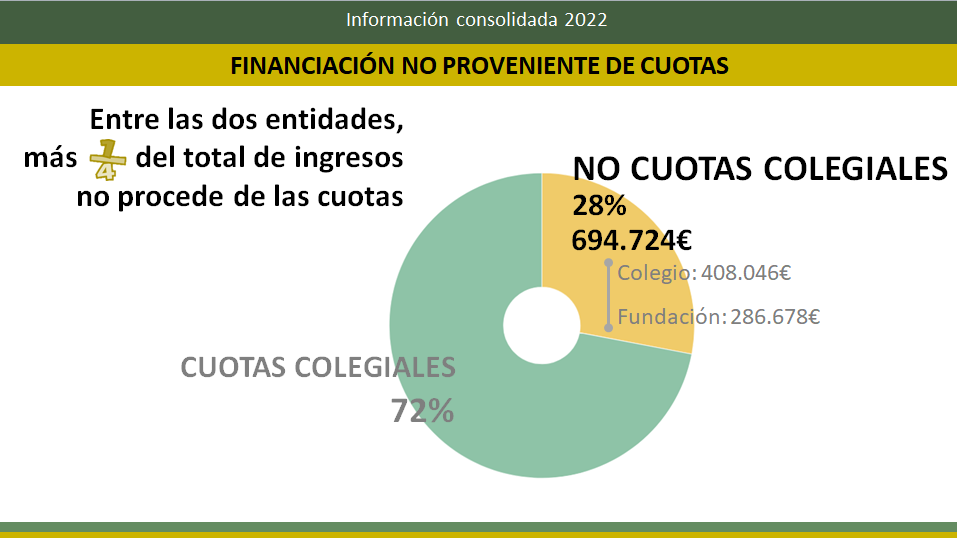 Información consolidada 2022
FINANCIACIÓN NO PROVENIENTE DE CUOTAS
Entre las dos entidades,
más 1/4 del total de ingresos
no procede de las cuotas
NO CUOTAS COLEGIALES
28%
694.724€
Colegio: 408.046€
Fundación: 286.678€
CUOTAS COLEGIALES
72%